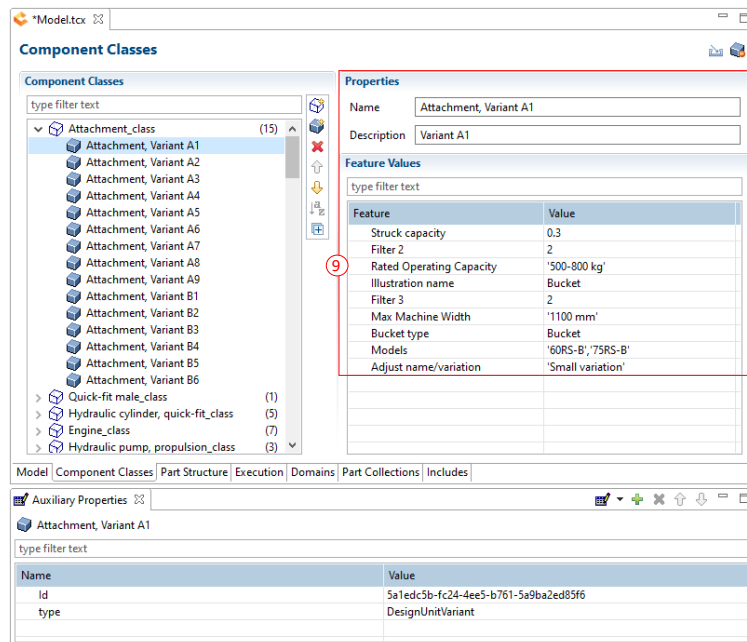 *Model.tcx
Component Classes
Component Classes
type filter text
Attachment_class (15)
Attachment, Variant A1
Attachment, Variant A2
Attachment, Variant A3
Attachment, Variant A4
Attachment, Variant A5
Attachment, Variant A6
Attachment, Variant A7
Attachment, Variant A8
Attachment, Variant A9
Attachment, Variant B1
Attachment, Variant B2
Attachment, Variant B3
Attachment, Variant B4
Attachment, Variant B5
Attachment, Variant B6
Quick-fit male_class (1)
Hydraulic cylinder, quick-fit_class (5)
Engine_class (7)
Hydraulic pump, propulsion_class (3)
a
z
9
Properties
Name Attachment, Variant A1
Description Variant A1
Feature Values
type filter text
Feature Value
Struck capacity 0.3
Filter 2 2
Rated Operating Capacity '500-800 kg'
Illustration name Bucket
Filter 3 2
Max Machine Width '1100 mm'
Bucket type Bucket
Models '60RS-B','75RS-B'
Adjust name/variation 'Small variation'
Model Component Classes Part Structure Execution Domains Part Collections Includes
Auxiliary Properties
Attachment, Variant A1
type filter text
Name Value
Id 5a1edc5b-fc24-4ee5-b761-5a9ba2ed85f6
type DesignUnitVariant